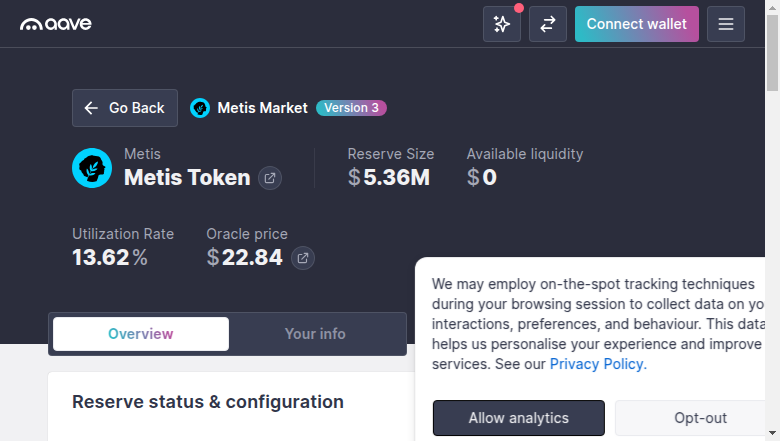 aave
Connect wallet
Go Back
Metis Market
Version 3
Metis
Metis Token
Reserve Size
$5.36M
Available liquidity
$0
Utilization Rate
13.62%
Oracle price
$22.84
Overview
Your info
Reserve status & configuration
We may employ on-the-spot tracking techniques
during your browsing session to collect data on yo
interactions, preferences, and behaviour. This data
helps us personalise your experience and improve
services. See our Privacy Policy.
Allow analytics
Opt-out